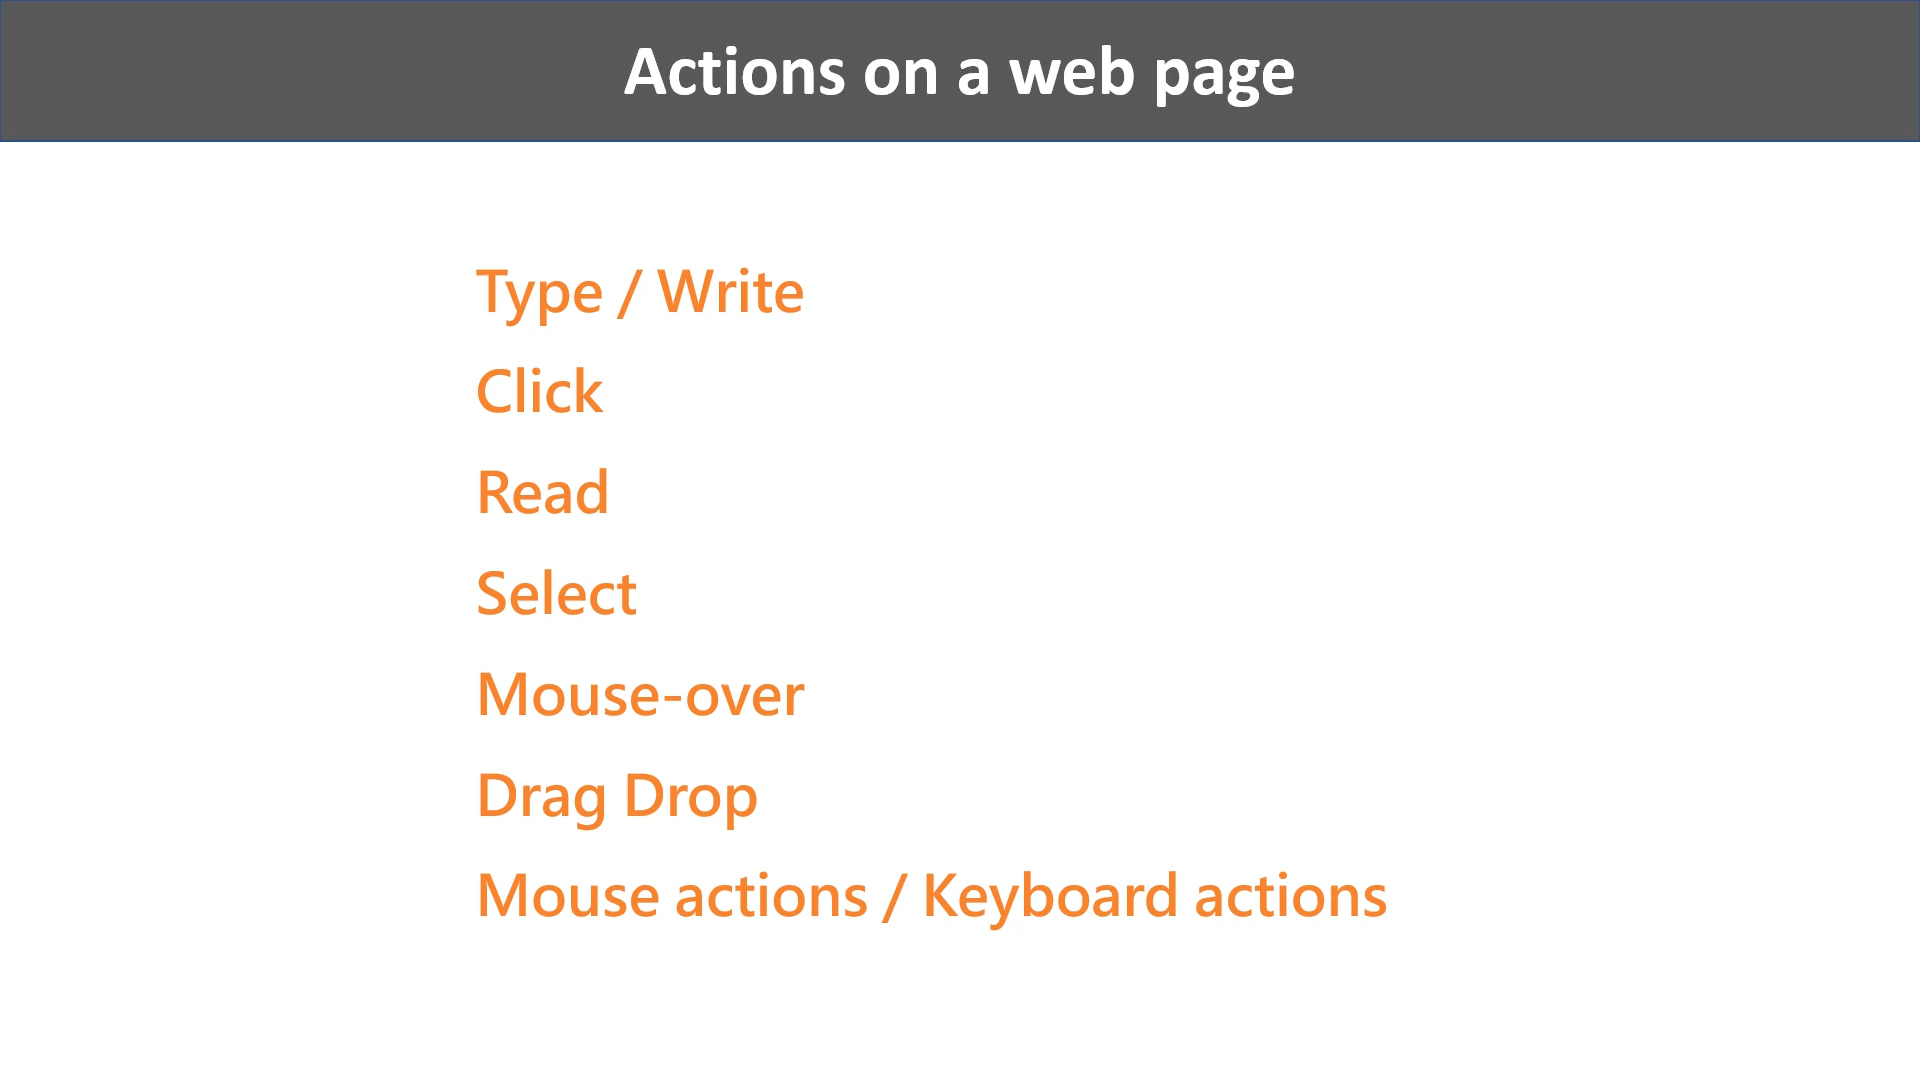 Actions on a web page
Type / Write
Click
Read
Select
Mouse-over
Drag Drop
Mouse actions / Keyboard actions